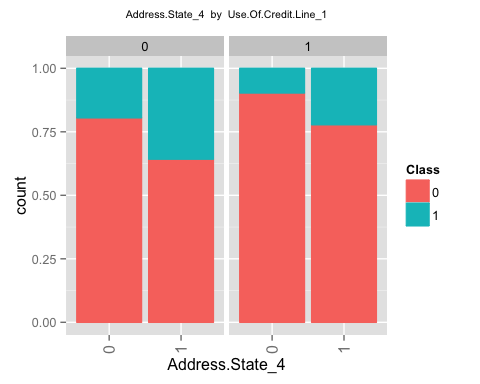 Address.State_4 by Use.Of.Credit.Line_1
0 1
1.00
0.75
0.50
0.25
0.00
count
0 1 0 1
Address.State_4
Class
0
1